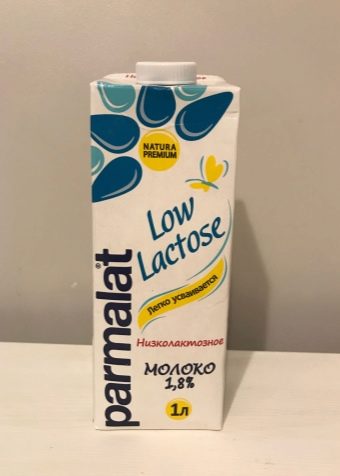 NATURA
PREMIUM
Low
Lactose
Легко усваивается
parmalat®
Низколактозное
МОЛОКО
1,8%
1л